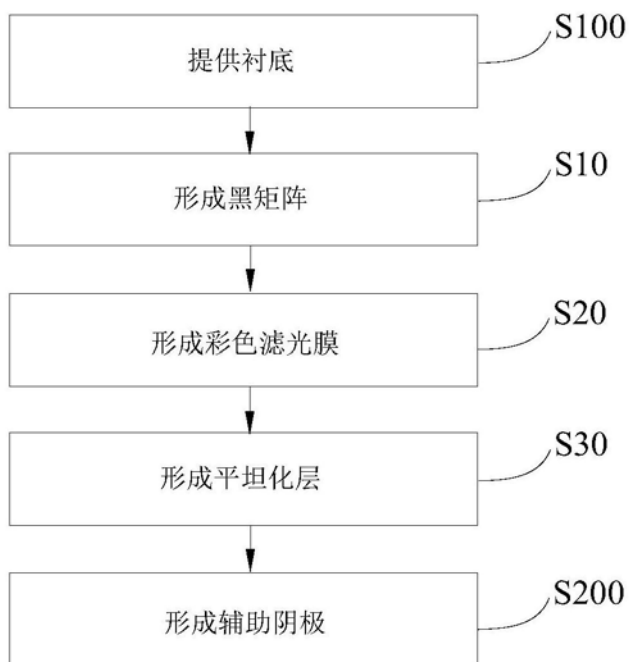 提供衬底
S100
形成黑矩阵
S10
形成彩色滤光膜
S20
形成平坦化层
S30
形成辅助阴极
S200